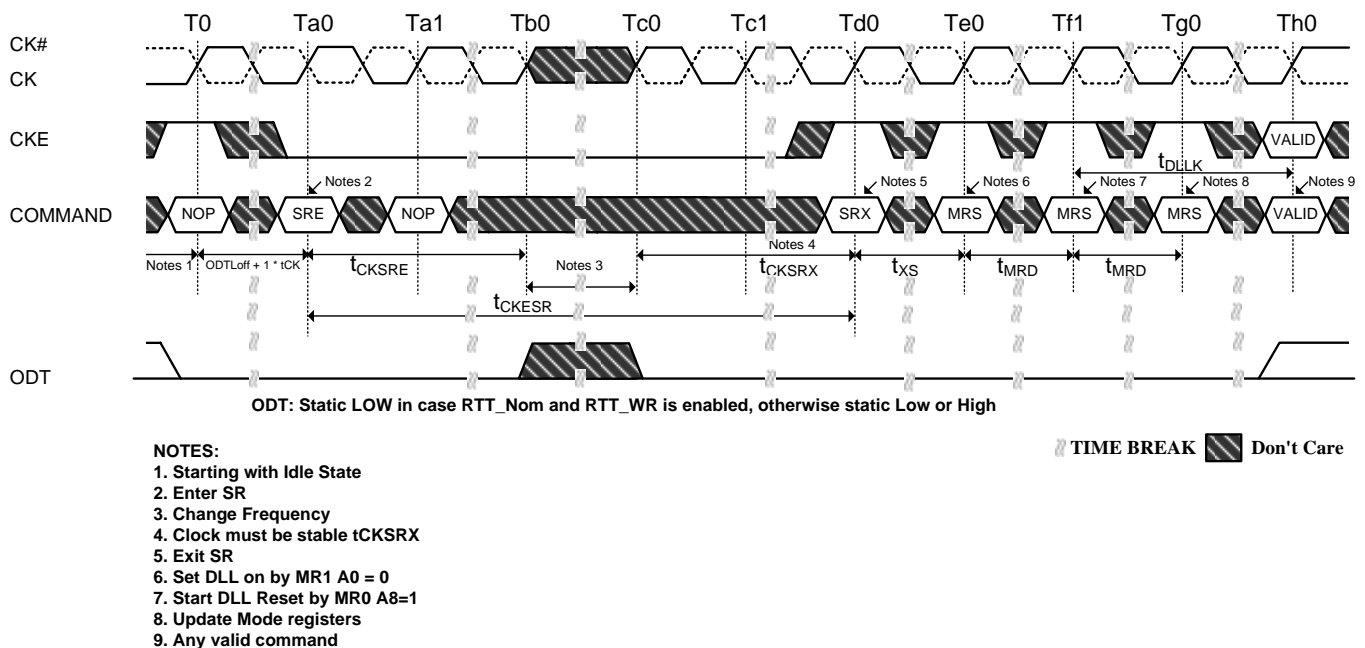 T0 Ta0 Ta1 Tb0 Tc0 Tc1 Td0 Te0 Tf1 Tg0 Th0
CK#
CK
CKE
VALID
tDLLK
Notes 2
Notes 5
Notes 6
Notes 7
Notes 8
Notes 9
COMMAND
NOP SRE NOP SRX MRS MRS MRS VALID
Notes 1
ODTLoff + 1 * tCK
tCKSRE
Notes 3
Notes 4
tCKSRX
tXS
tMRD
tMRD
tCKESR
ODT
ODT: Static LOW in case RTT_Nom and RTT_WR is enabled, otherwise static Low or High
TIME BREAK Don't Care
NOTES:
1. Starting with Idle State
2. Enter SR
3. Change Frequency
4. Clock must be stable tCKSRX
5. Exit SR
6. Set DLL on by MR1 A0 = 0
7. Start DLL Reset by MR0 A8=1
8. Update Mode registers
9. Any valid command